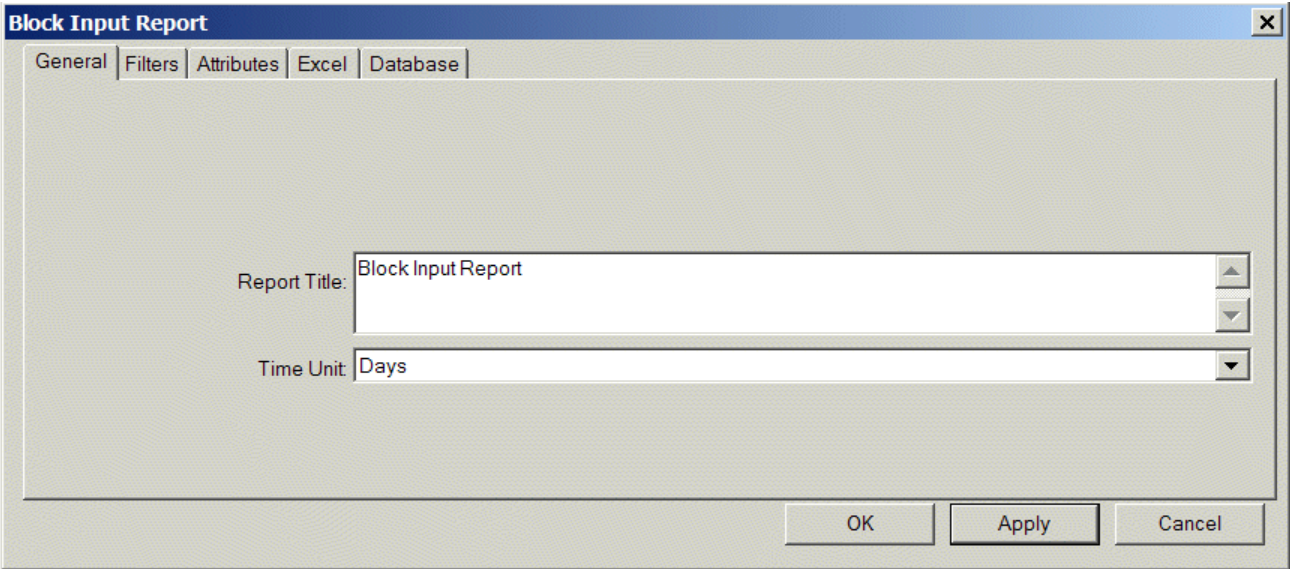 Block Input Report
General Filters Attributes Excel Database
Report Title: Block Input Report
Time Unit: Days
OK Apply Cancel